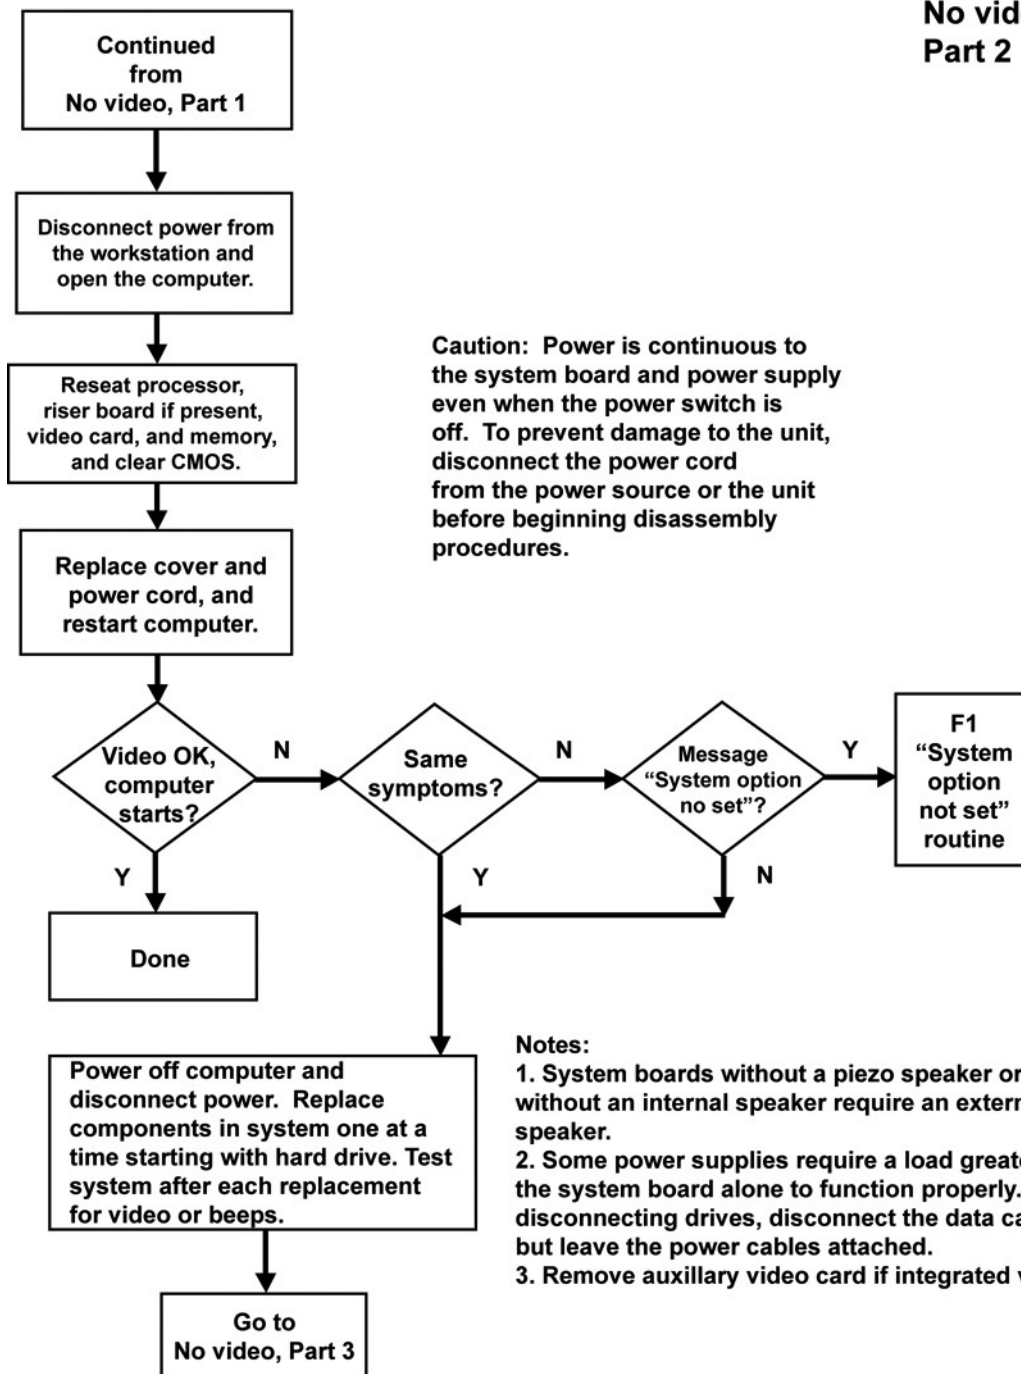 No vid
Part 2
Continued
from
No video, Part 1
Disconnect power from
the workstation and
open the computer.
Reseat processor,
riser board if present,
video card, and memory,
and clear CMOS.
Caution: Power is continuous to
the system board and power supply
even when the power switch is
off. To prevent damage to the unit,
disconnect the power cord
from the power source or the unit
before beginning disassembly
procedures.
Replace cover and
power cord, and
restart computer.
Video OK,
computer
starts?
N
Same
symptoms?
N
Message
“System option
no set”?
Y
F1
“System
option
not set”
routine
Y
Y
N
Done
Power off computer and
disconnect power. Replace
components in system one at a
time starting with hard drive. Test
system after each replacement
for video or beeps.
Notes:
1. System boards without a piezo speaker or
without an internal speaker require an extern
speaker.
2. Some power supplies require a load greate
the system board alone to function properly.
disconnecting drives, disconnect the data ca
but leave the power cables attached.
3. Remove auxillary video card if integrated
Go to
No video, Part 3